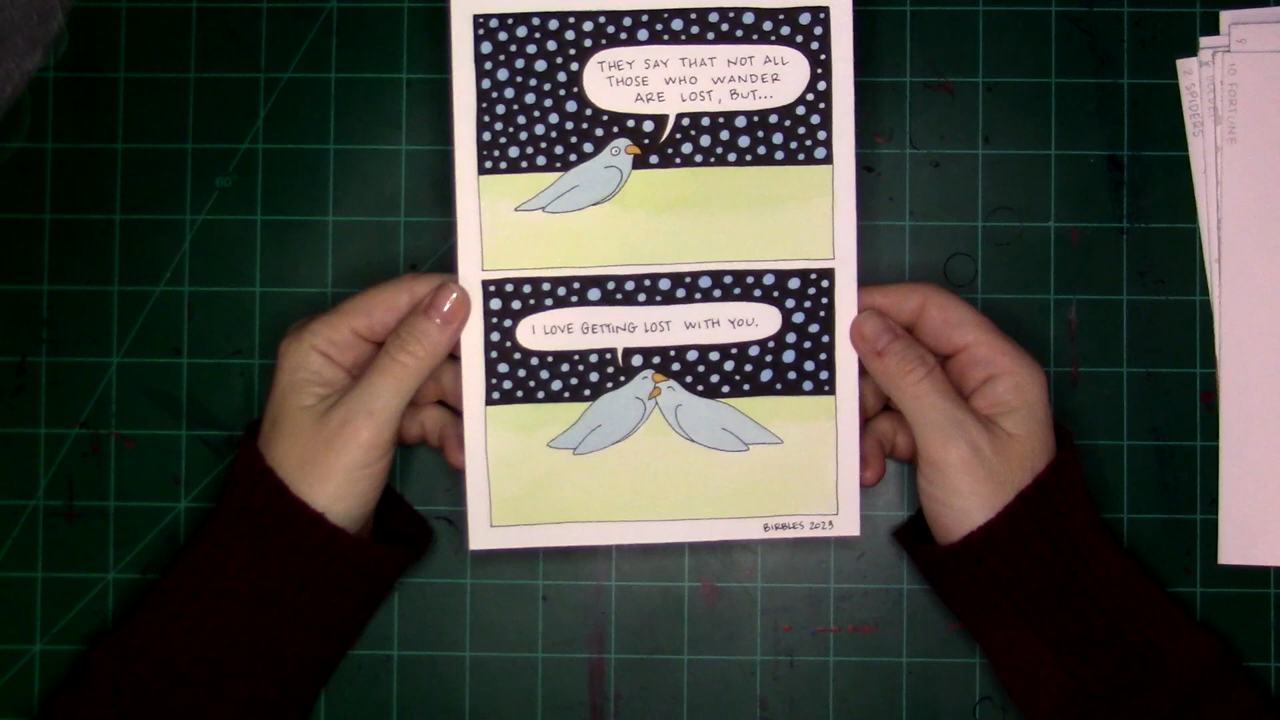 THEY SAY THAT NOT ALL
THOSE WHO WANDER
ARE LOST, BUT...
I LOVE GETTING LOST WITH YOU.
BIRBLES 2023
10 FORTUNE
2 SPIDERS
60°